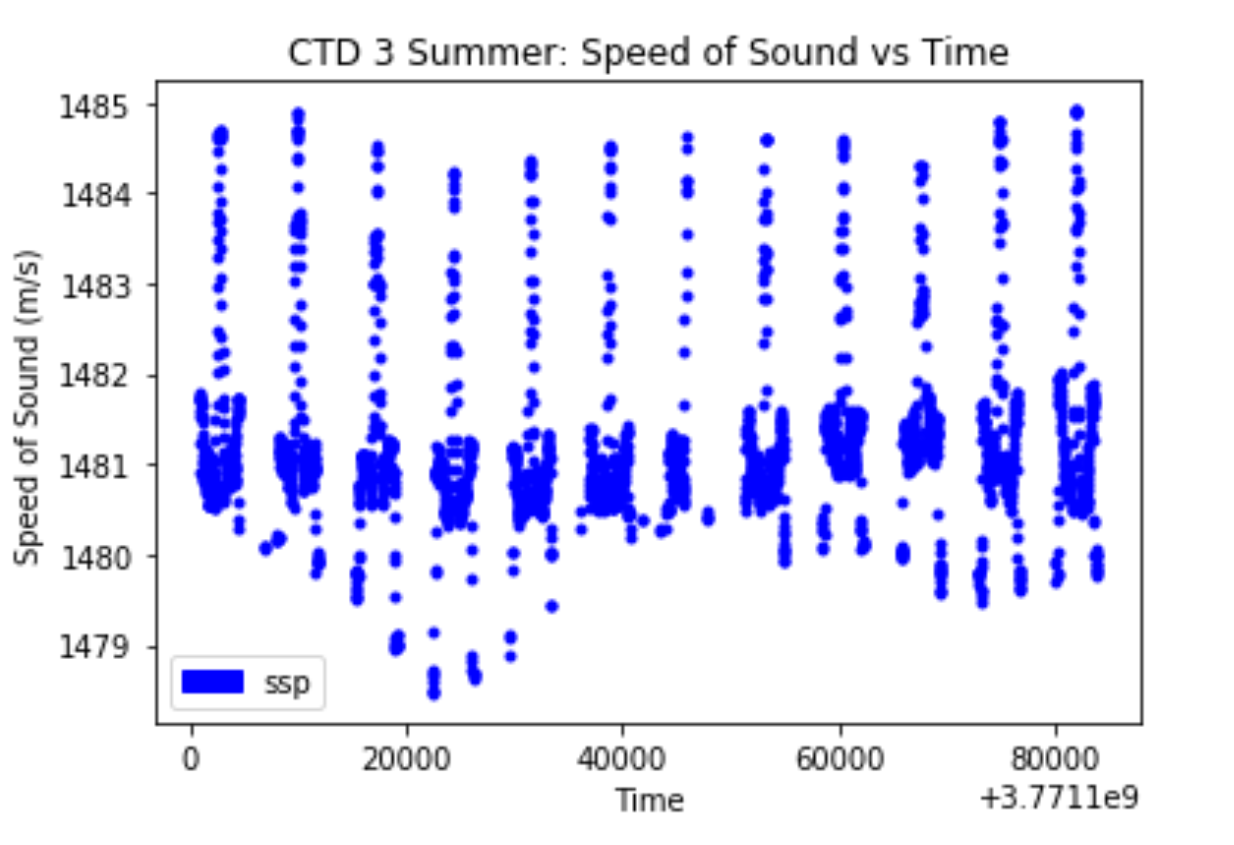 CTD 3 Summer: Speed of Sound vs Time
Speed of Sound (m/s)
1485
1484
1483
1482
1481
1480
1479
ssp
0 20000 40000 60000 80000
Time
+3.7711e9